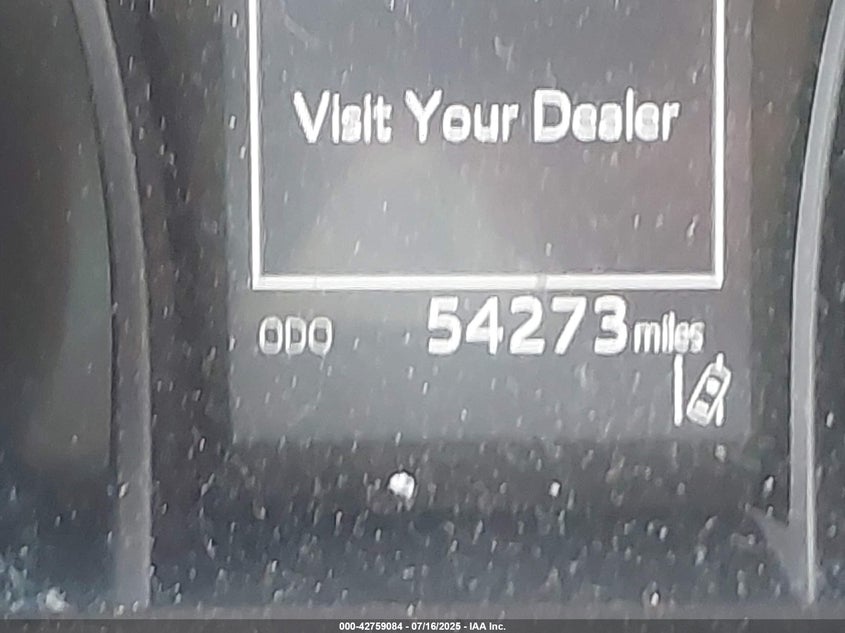 Visit Your Dealer
ODO 54273 miles
000-42759084 - 07/16/2025 - IAA Inc.